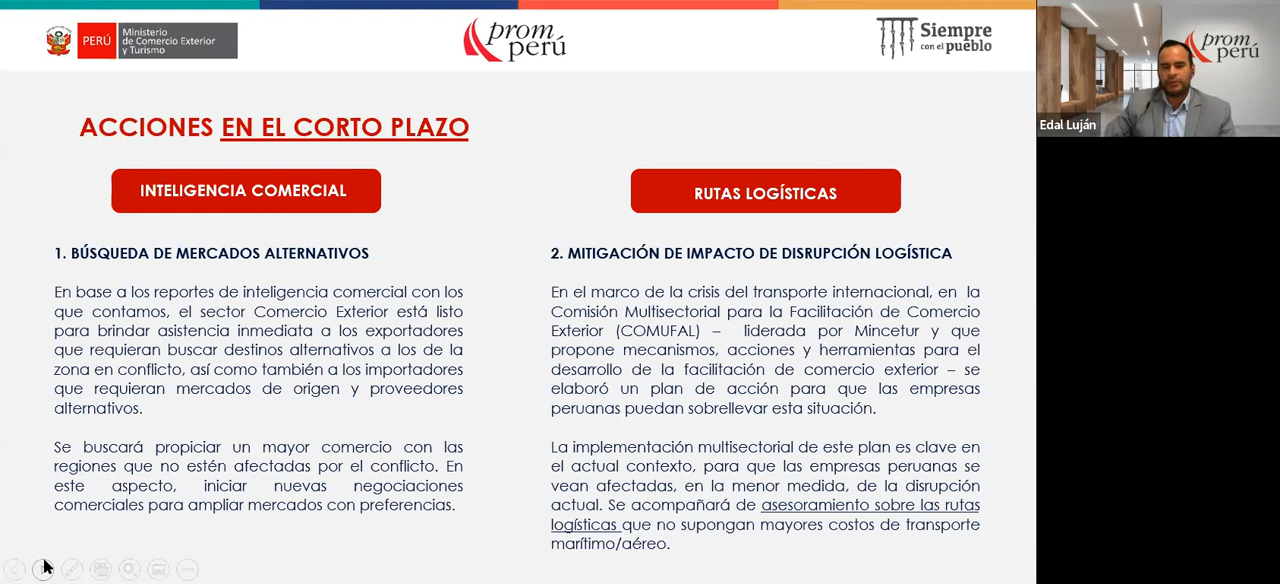 PERÚ
Ministerio
de Comercio Exterior
y Turismo
prom
perú
Siempre
con el pueblo
prom
perú
Edal Luján
ACCIONES EN EL CORTO PLAZO
INTELIGENCIA COMERCIAL
1. BÚSQUEDA DE MERCADOS ALTERNATIVOS
En base a los reportes de inteligencia comercial con los
que contamos, el sector Comercio Exterior está listo
para brindar asistencia inmediata a los exportadores
que requieran buscar destinos alternativos a los de la
zona en conflicto, así como también a los importadores
que requieran mercados de origen y proveedores
alternativos.
Se buscará propiciar un mayor comercio con las
regiones que no estén afectadas por el conflicto. En
este aspecto, iniciar nuevas negociaciones
comerciales para ampliar mercados con preferencias.
RUTAS LOGÍSTICAS
2. MITIGACIÓN DE IMPACTO DE DISRUPCIÓN LOGÍSTICA
En el marco de la crisis del transporte internacional, en la
Comisión Multisectorial para la Facilitación de Comercio
Exterior (COMUFAL) – liderada por Mincetur y que
propone mecanismos, acciones y herramientas para el
desarrollo de la facilitación de comercio exterior – se
elaboró un plan de acción para que las empresas
peruanas puedan sobrellevar esta situación.
La implementación multisectorial de este plan es clave en
el actual contexto, para que las empresas peruanas se
vean afectadas, en la menor medida, de la disrupción
actual. Se acompañará de asesoramiento sobre las rutas
logísticas que no supongan mayores costos de transporte
marítimo/aéreo.